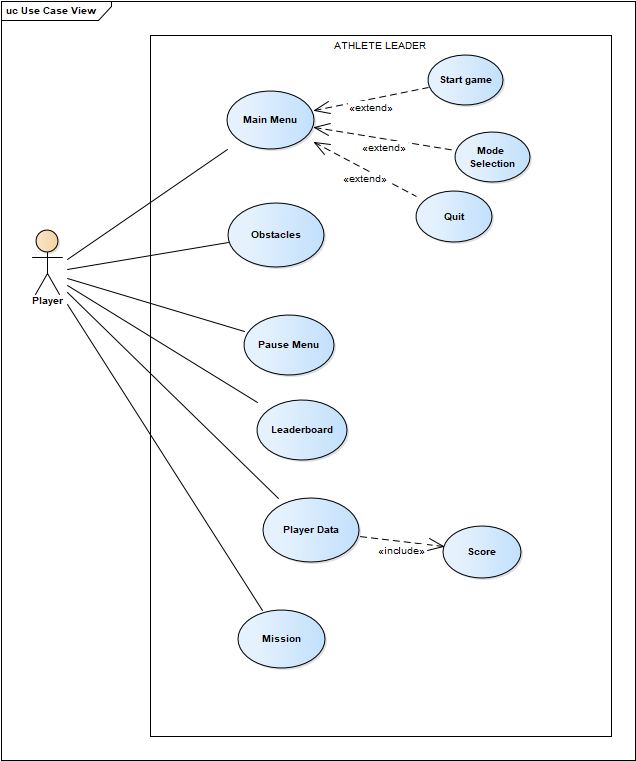 uc Use Case View
ATHLETE LEADER
Start game
Main Menu
«extend»
Mode
Selection
«extend»
«extend»
Quit
Obstacles
Player
Pause Menu
Leaderboard
Player Data
«include»
Score
Mission